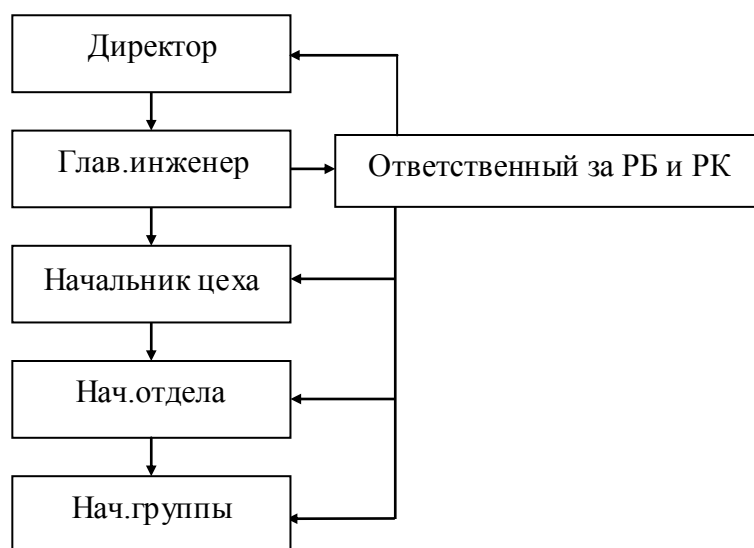 Директор
Глав.инженер
Ответственный за РБ и РК
Начальник цеха
Нач.отдела
Нач.группы